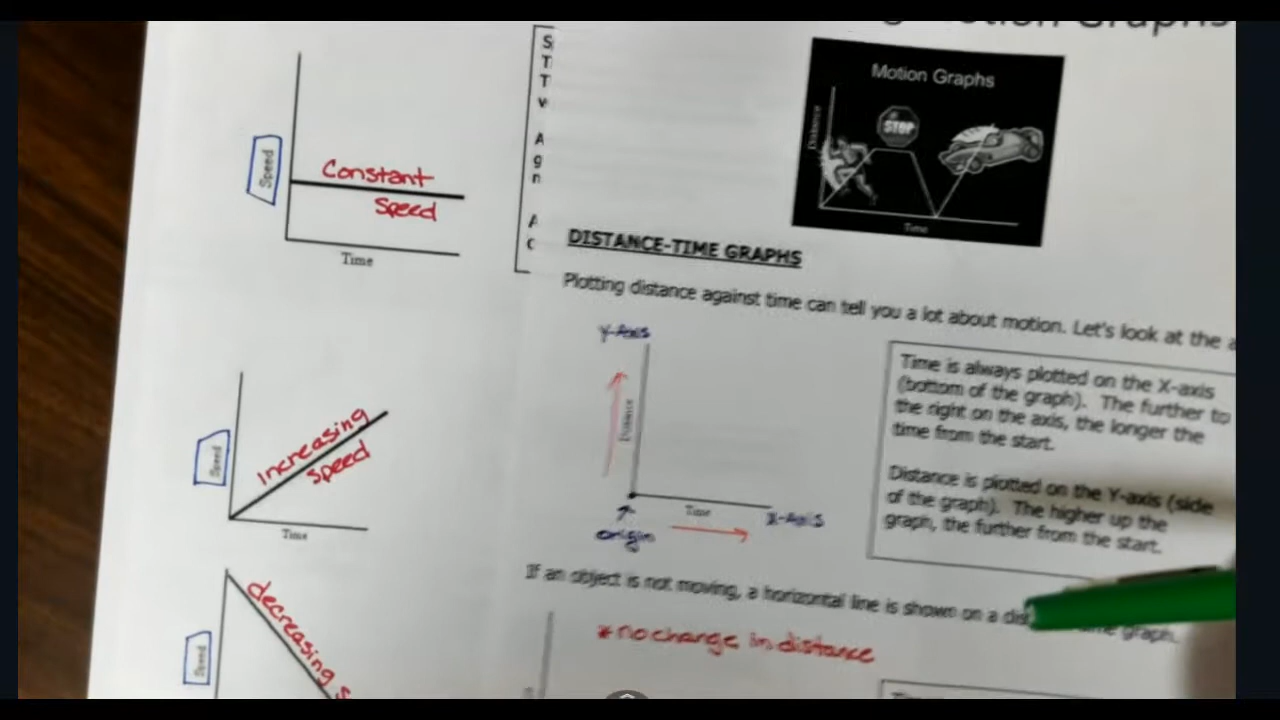 Motion Graphs
STOP
Distance
Time
Speed
Constant
Speed
Time
DISTANCE-TIME GRAPHS
Plotting distance against time can tell you a lot about motion. Let's look at the
Y-Axis
Distance
Time
X-Axis
origin
Time is always plotted on the X-axis
(bottom of the graph). The further to
the right on the axis, the longer the
time from the start.
Distance is plotted on the Y-axis (side
of the graph). The higher up the
graph, the further from the start.
Speed
increasing
speed
Time
If an object is not moving, a horizontal line is shown on a graph.
*no change in distance
Speed
decreasing